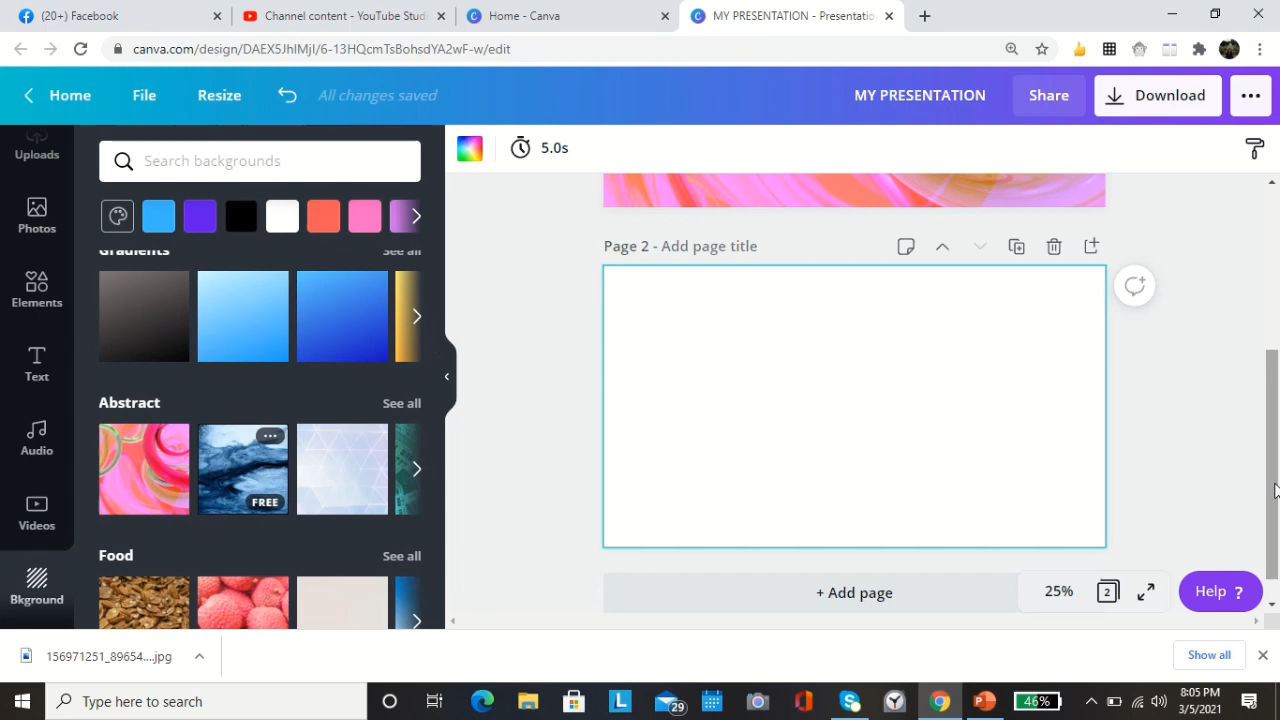 (20+) Facebook
Channel content - YouTube Studi
Home - Canva
MY PRESENTATION - Presentatio
canva.com/design/DAEX5JhlMjI/6-13HQcmTsBohsdYA2wF-w/edit
Home
File
Resize
All changes saved
MY PRESENTATION
Share
Download
Uploads
Search backgrounds
5.0s
Photos
Gradients
See all
Page 2 - Add page title
Elements
Text
Abstract
See all
Audio
FREE
Videos
Food
See all
Bkground
+ Add page
25%
2
Help ?
156971251_89654....jpg
Show all
Type here to search
L
29
46%
8:05 PM
3/5/2021